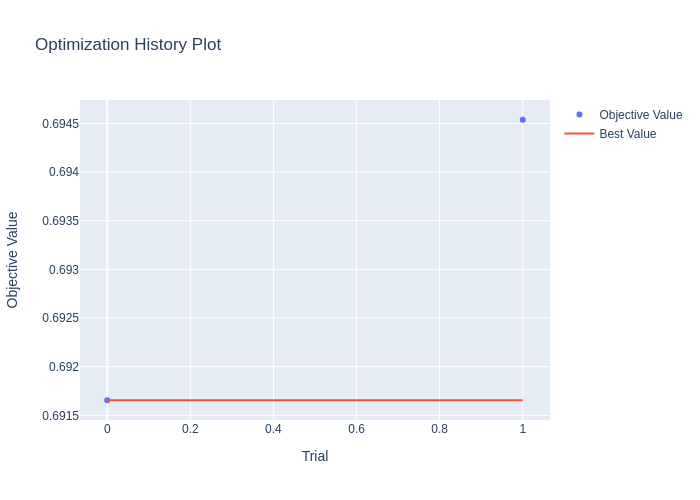 Optimization History Plot
Objective Value
Best Value
0.6945
0.694
0.6935
0.693
0.6925
0.692
0.6915
Objective Value
0
0.2
0.4
0.6
0.8
1
Trial